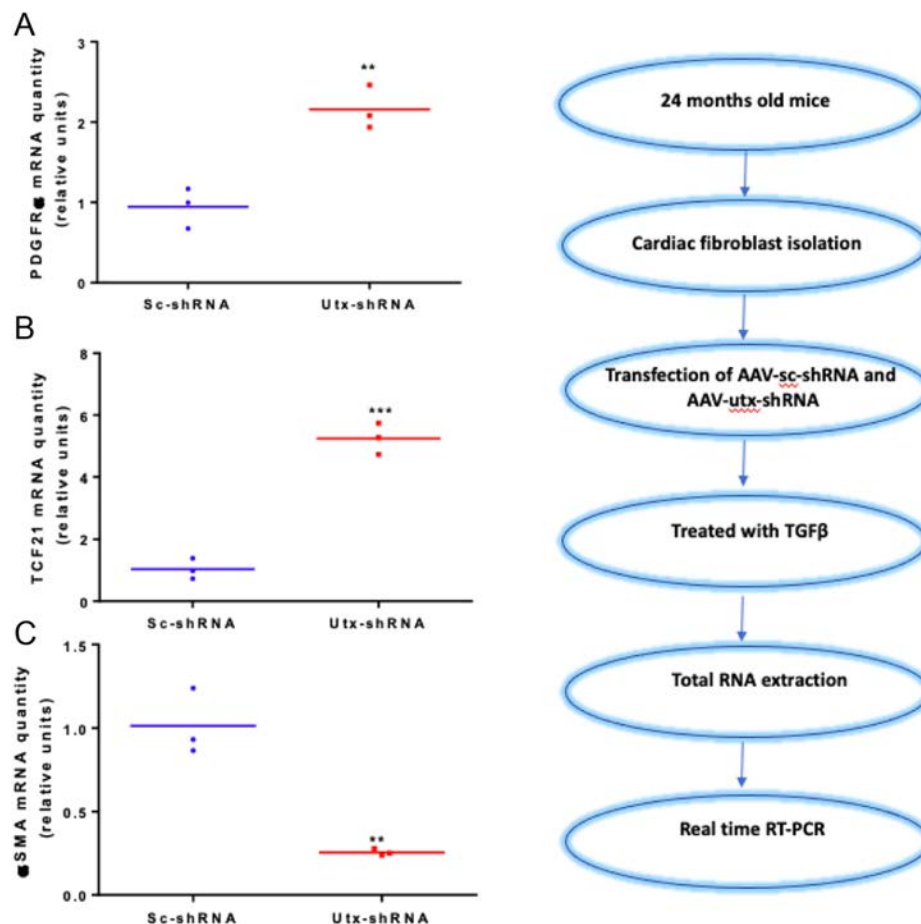 A
PDGFRα mRNA quantity
(relative units)
3
2
1
0
**
Sc-shRNA
Utx-shRNA
B
TCF21 mRNA quantity
(relative units)
8
6
4
2
0
***
Sc-shRNA
Utx-shRNA
C
αSMA mRNA quantity
(relative units)
1.5
1.0
0.5
0.0
**
Sc-shRNA
Utx-shRNA
24 months old mice
Cardiac fibroblast isolation
Transfection of AAV-sc-shRNA and
AAV-utx-shRNA
Treated with TGFβ
Total RNA extraction
Real time RT-PCR